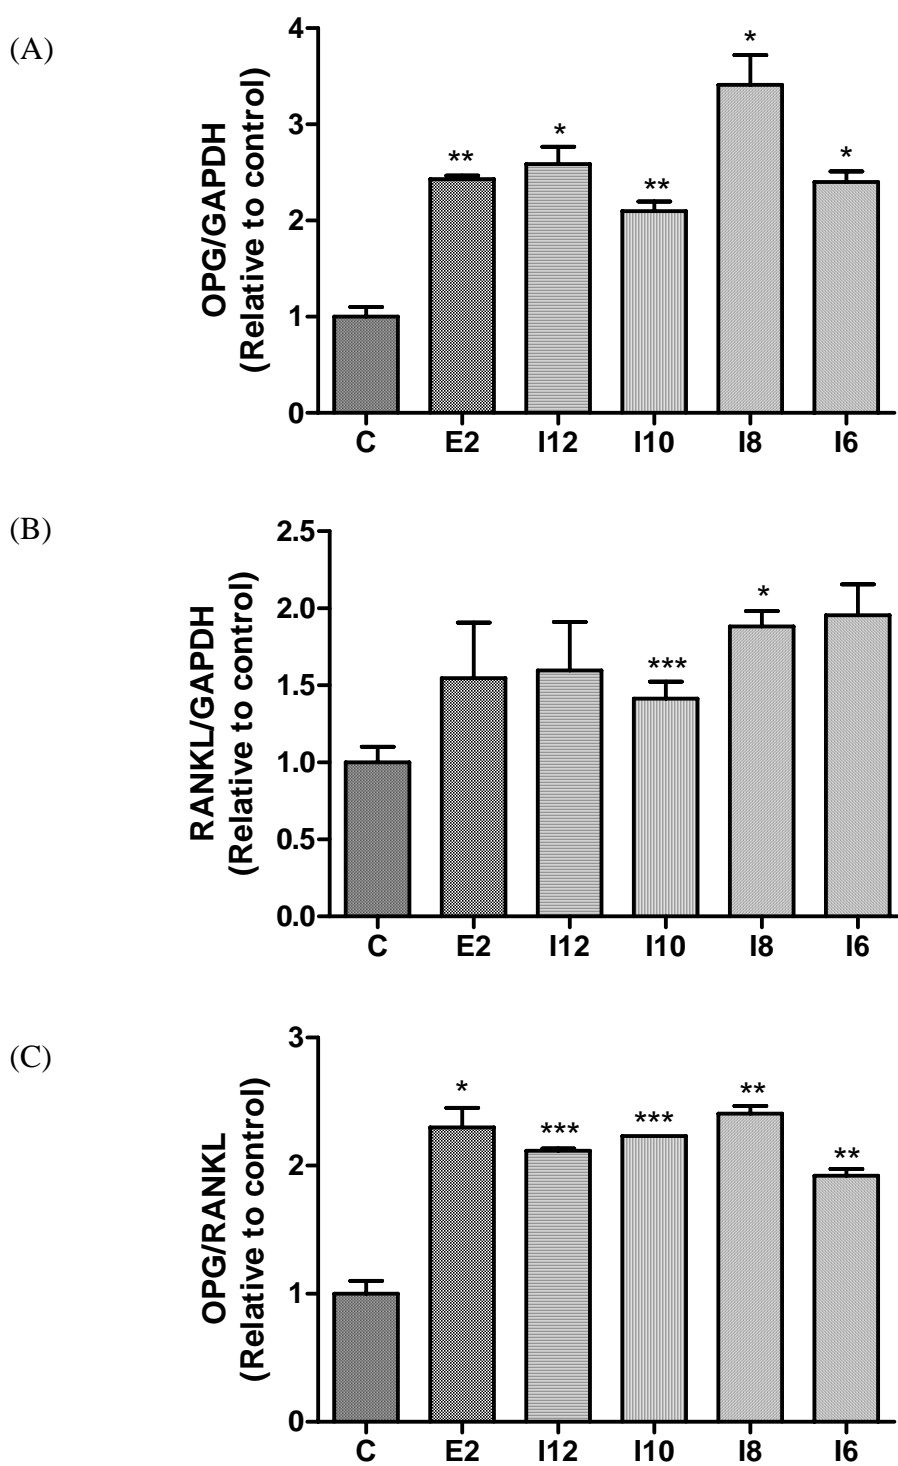 (A)
OPG/GAPDH
(Relative to control)
4
3
2
1
0
*
**
*
**
*
C E2 I12 I10 I8 I6
(B)
RANKL/GAPDH
(Relative to control)
2.5
2.0
1.5
1.0
0.5
0.0
*
***
C E2 I12 I10 I8 I6
(C)
OPG/RANKL
(Relative to control)
3
2
1
0
*
***
***
**
**
C E2 I12 I10 I8 I6